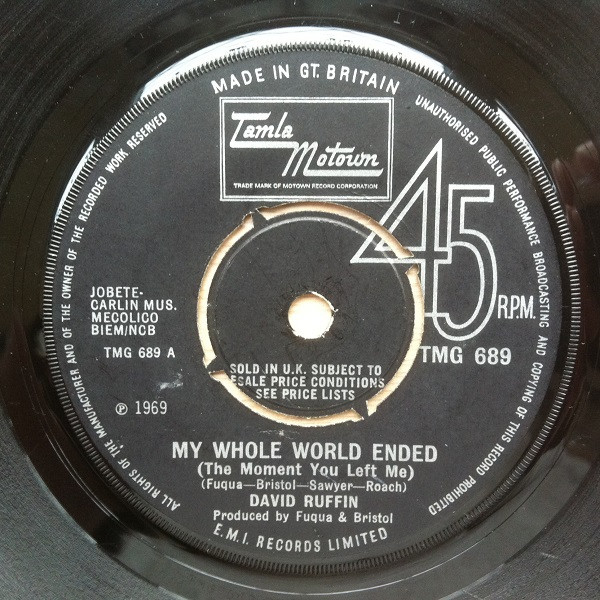 MADE IN GT. BRITAIN
UNAUTHORISED PUBLIC PERFORMANCE BROADCASTING AND COPYING OF THIS RECORD PROHIBITED
ALL RIGHTS OF THE MANUFACTURER AND OF THE OWNER OF THE RECORDED WORK RESERVED
Tamla
Motown
TRADE MARK OF MOTOWN RECORD CORPORATION
45
R.P.M.
JOBETE-
CARLIN MUS.
MECOLICO
BIEM/NCB
TMG 689 A
TMG 689
SOLD IN U.K. SUBJECT TO
ESALE PRICE CONDITIONS
SEE PRICE LISTS
℗ 1969
MY WHOLE WORLD ENDED
(The Moment You Left Me)
(Fuqua—Bristol—Sawyer—Roach)
DAVID RUFFIN
Produced by Fuqua & Bristol
E.M.I. RECORDS LIMITED